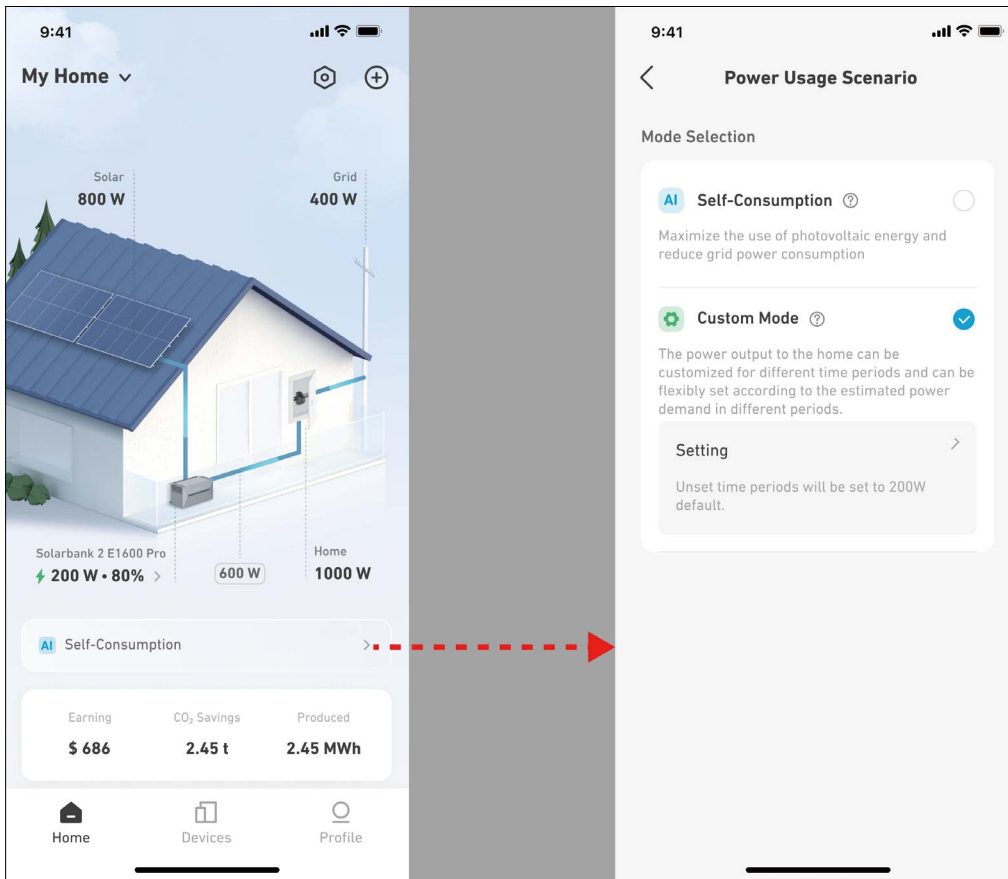 9:41
My Home
Solar
800 W
Grid
400 W
Solarbank 2 E1600 Pro
200 W • 80%
600 W
Home
1000 W
AI Self-Consumption
Earning
$ 686
CO₂ Savings
2.45 t
Produced
2.45 MWh
Home
Devices
Profile
9:41
Power Usage Scenario
Mode Selection
AI Self-Consumption ?
Maximize the use of photovoltaic energy and
reduce grid power consumption
Custom Mode ?
The power output to the home can be
customized for different time periods and can be
flexibly set according to the estimated power
demand in different periods.
Setting
Unset time periods will be set to 200W
default.